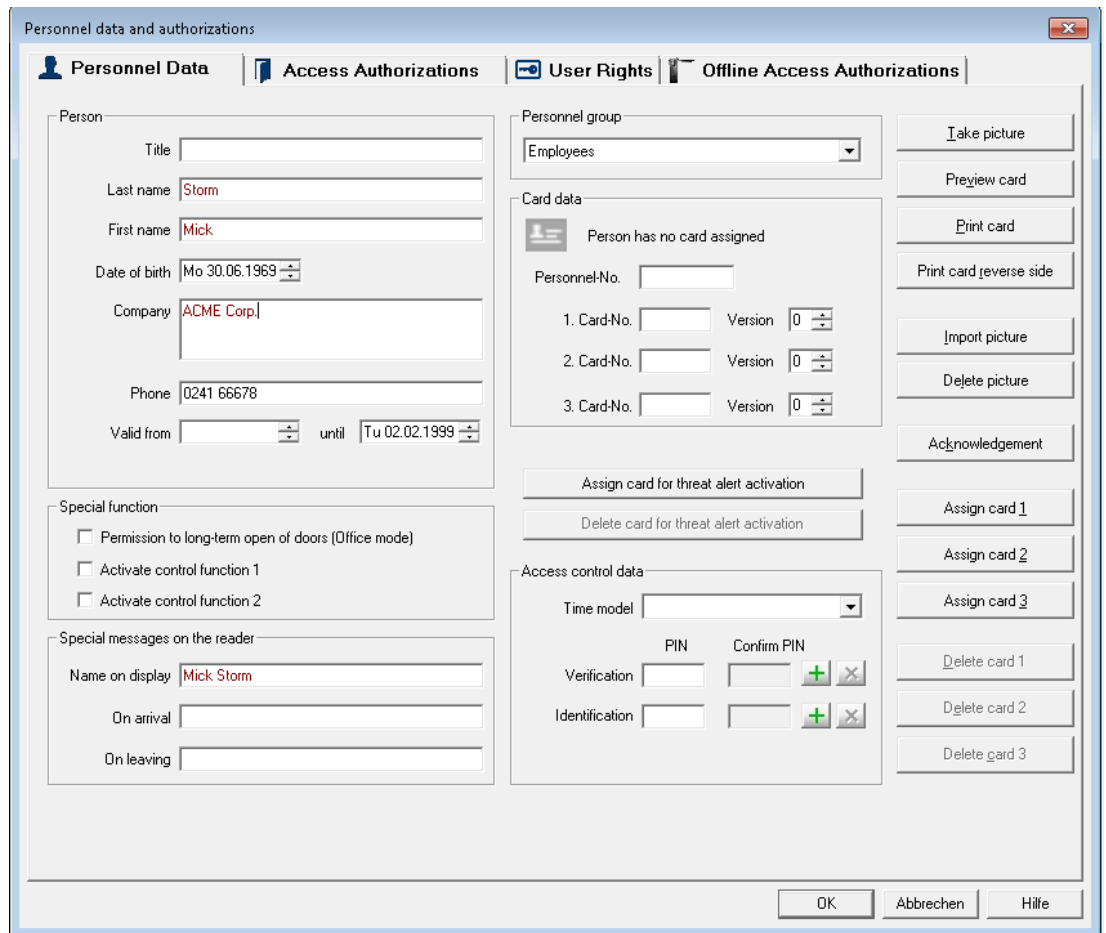 Personnel data and authorizations
Personnel Data
Access Authorizations
User Rights
Offline Access Authorizations
Person
Title
Last name Storm
First name Mick
Date of birth Mo 30.06.1969
Company ACME Corp.
Phone 0241 66678
Valid from until Tu 02.02.1999
Special function
Permission to long-term open of doors (Office mode)
Activate control function 1
Activate control function 2
Special messages on the reader
Name on display Mick Storm
On arrival
On leaving
Personnel group
Employees
Card data
Person has no card assigned
Personnel-No.
1. Card-No. Version 0
2. Card-No. Version 0
3. Card-No. Version 0
Assign card for threat alert activation
Delete card for threat alert activation
Access control data
Time model
PIN Confirm PIN
Verification
Identification
Take picture
Preview card
Print card
Print card reverse side
Import picture
Delete picture
Acknowledgement
Assign card 1
Assign card 2
Assign card 3
Delete card 1
Delete card 2
Delete card 3
OK
Abbrechen
Hilfe